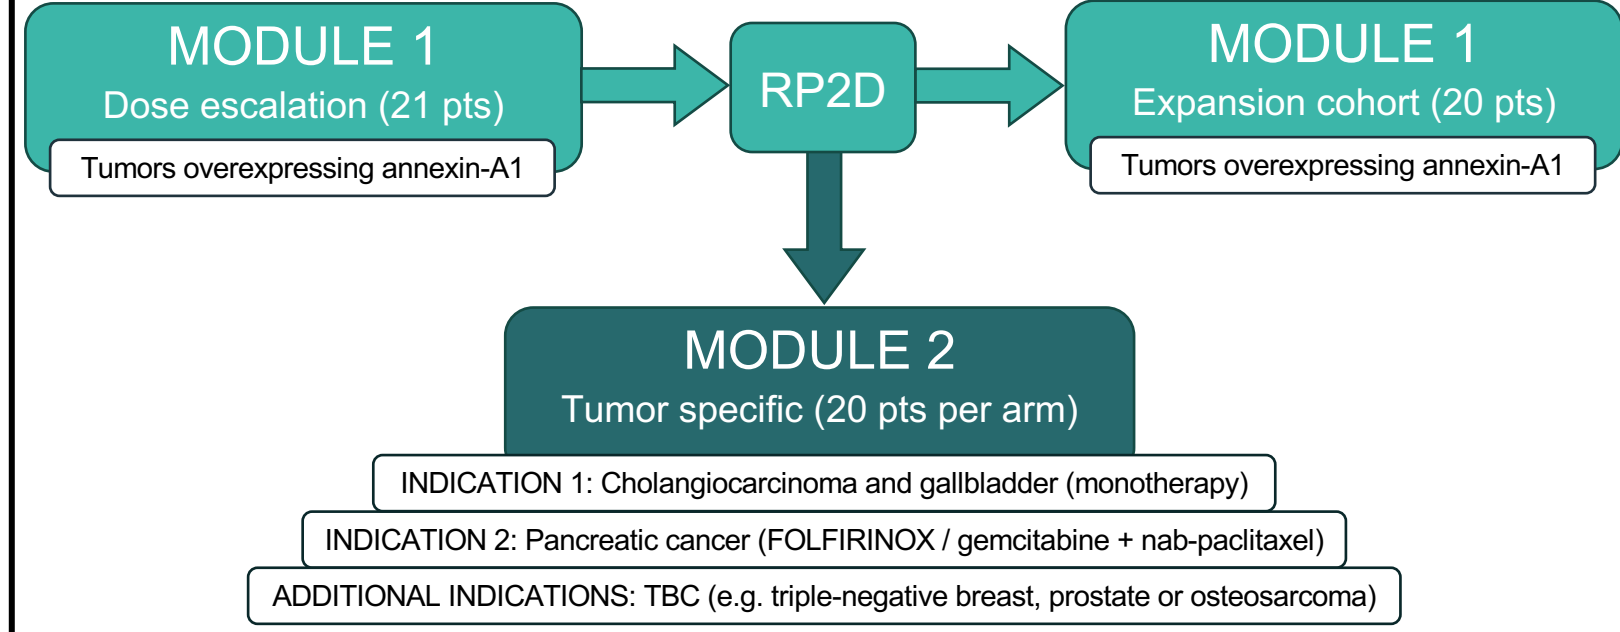 MODULE 1
Dose escalation (21 pts)
Tumors overexpressing annexin-A1
RP2D
MODULE 1
Expansion cohort (20 pts)
Tumors overexpressing annexin-A1
MODULE 2
Tumor specific (20 pts per arm)
INDICATION 1: Cholangiocarcinoma and gallbladder (monotherapy)
INDICATION 2: Pancreatic cancer (FOLFIRINOX / gemcitabine + nab-paclitaxel)
ADDITIONAL INDICATIONS: TBC (e.g. triple-negative breast, prostate or osteosarcoma)